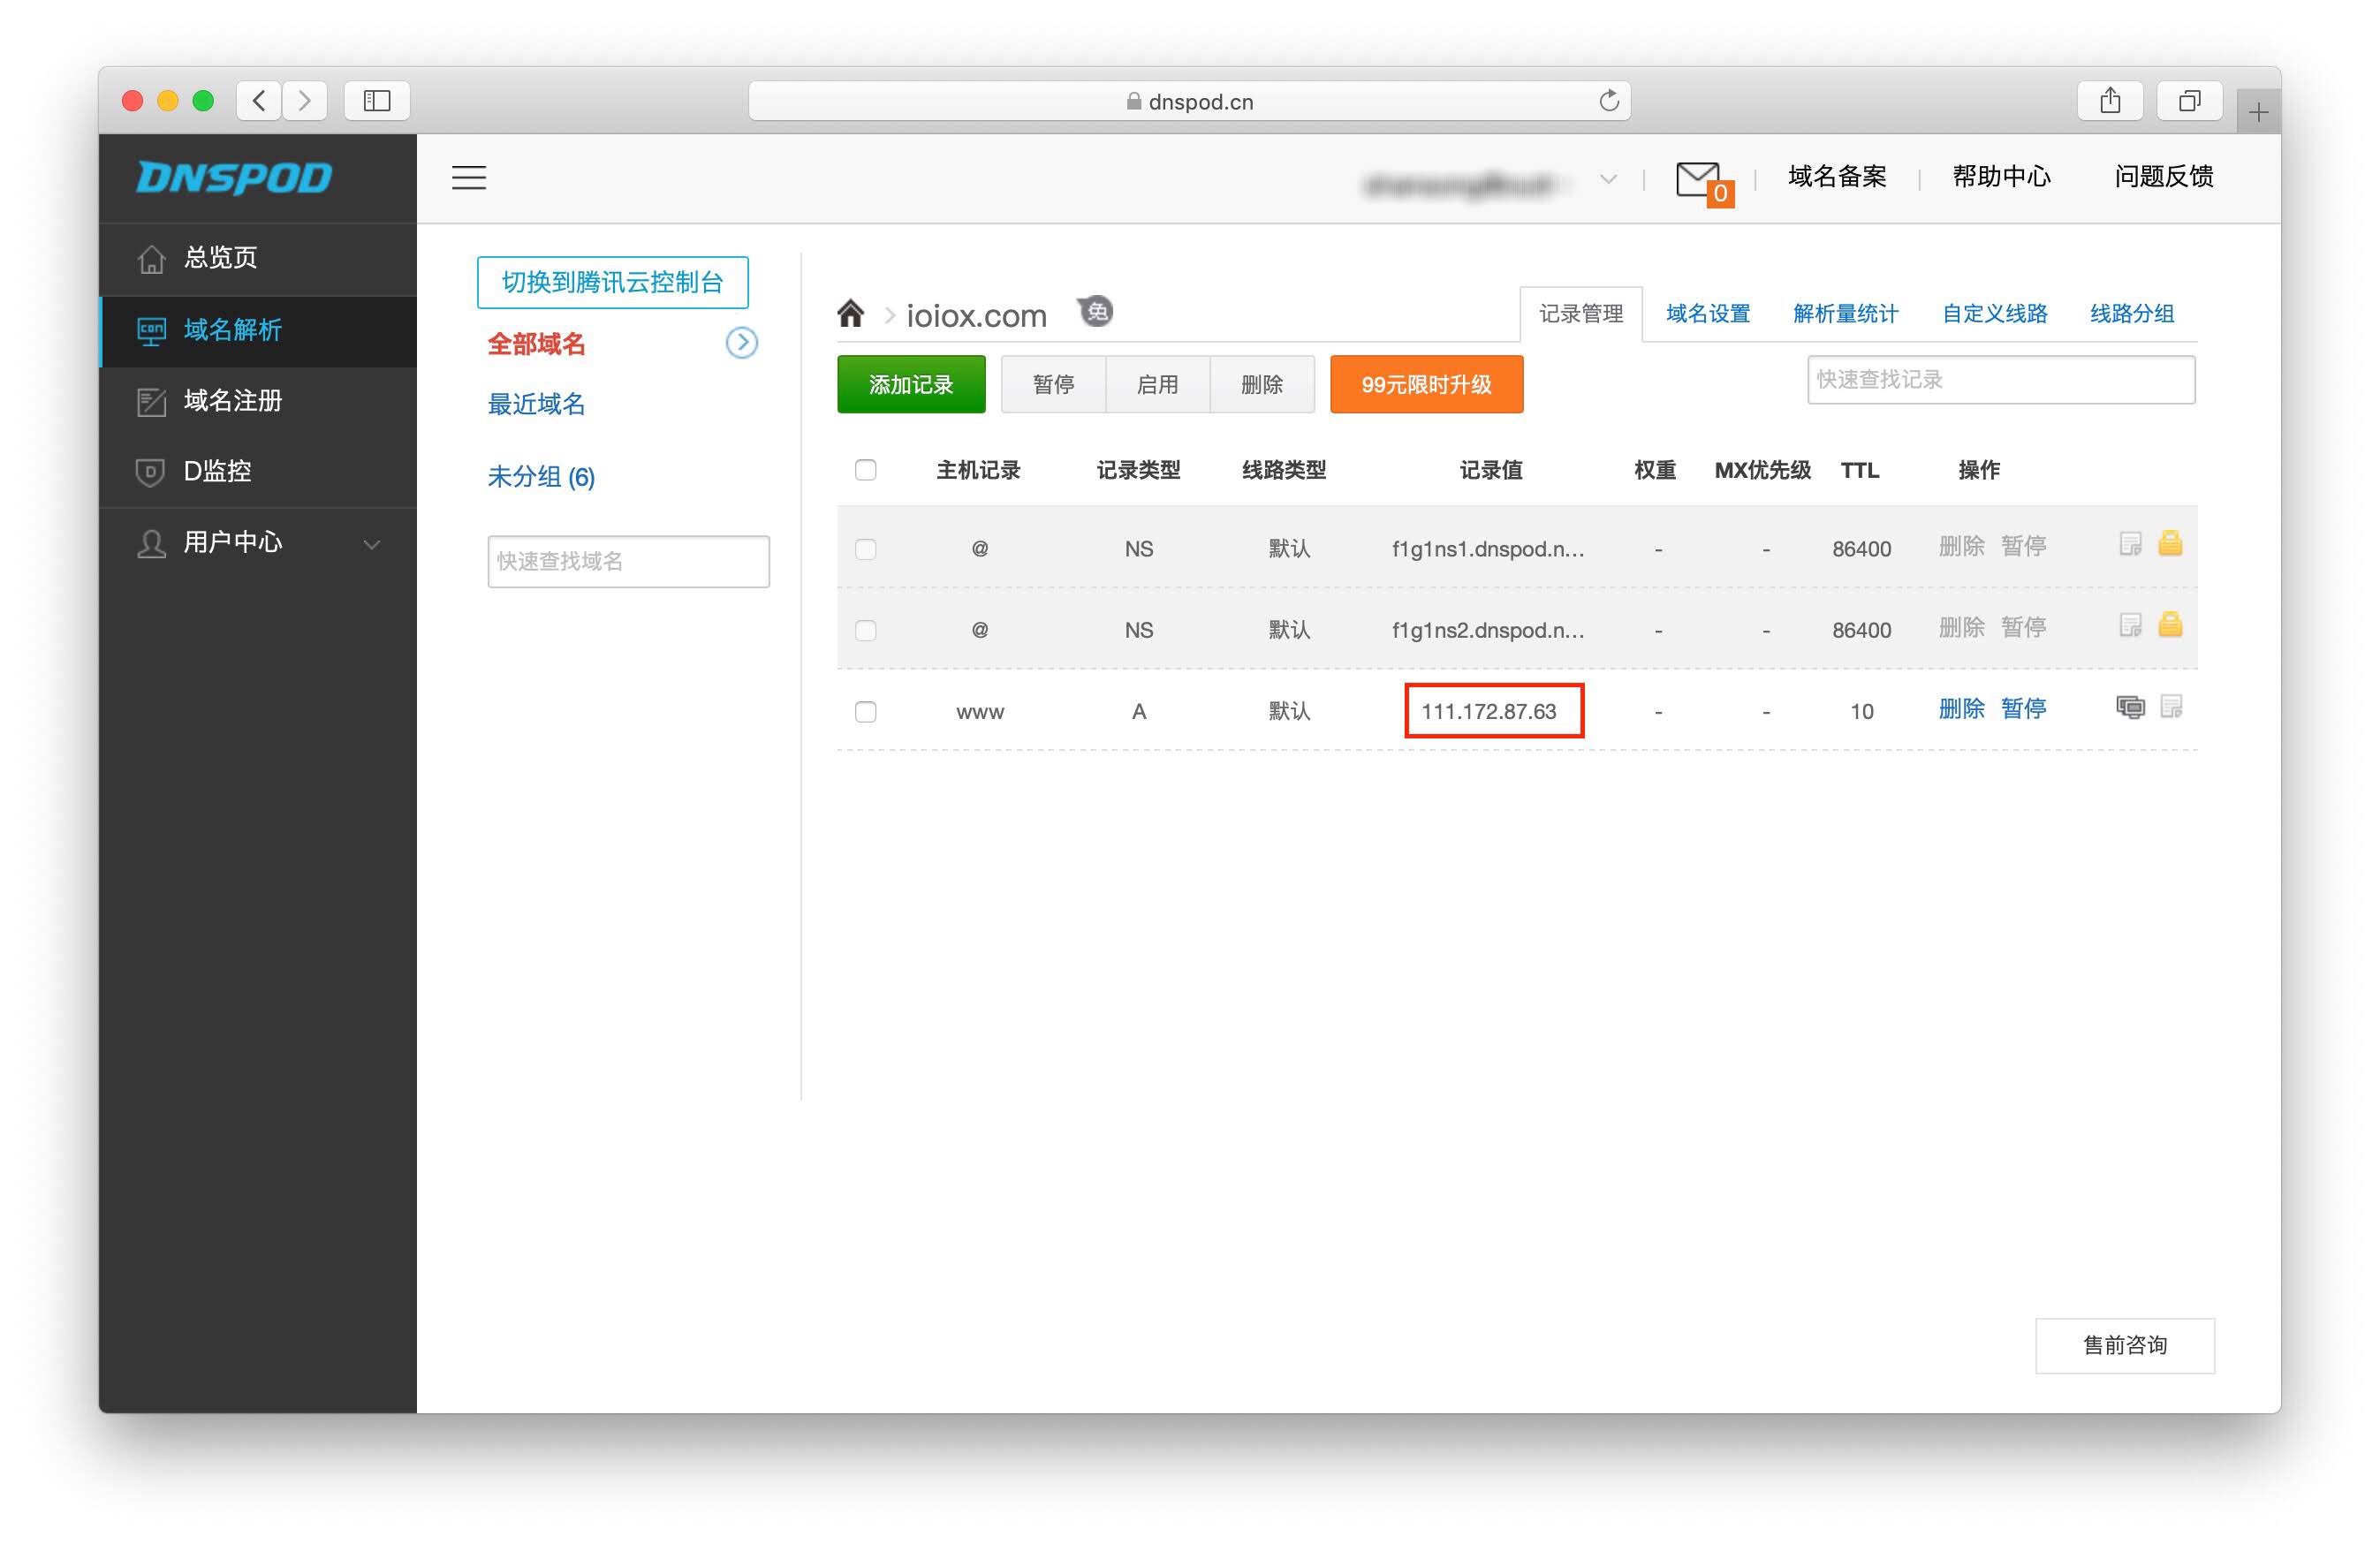 dnspod.cn
DNSPOD
0
域名备案
帮助中心
问题反馈
总览页
域名解析
域名注册
D监控
用户中心
切换到腾讯云控制台
全部域名
最近域名
未分组 (6)
快速查找域名
ioiox.com
免
记录管理
域名设置
解析量统计
自定义线路
线路分组
添加记录
暂停
启用
删除
99元限时升级
快速查找记录
主机记录 记录类型 线路类型 记录值 权重 MX优先级 TTL 操作
@ NS 默认 f1g1ns1.dnspod.n... - - 86400 删除 暂停
@ NS 默认 f1g1ns2.dnspod.n... - - 86400 删除 暂停
www A 默认 111.172.87.63 - - 10 删除 暂停
售前咨询